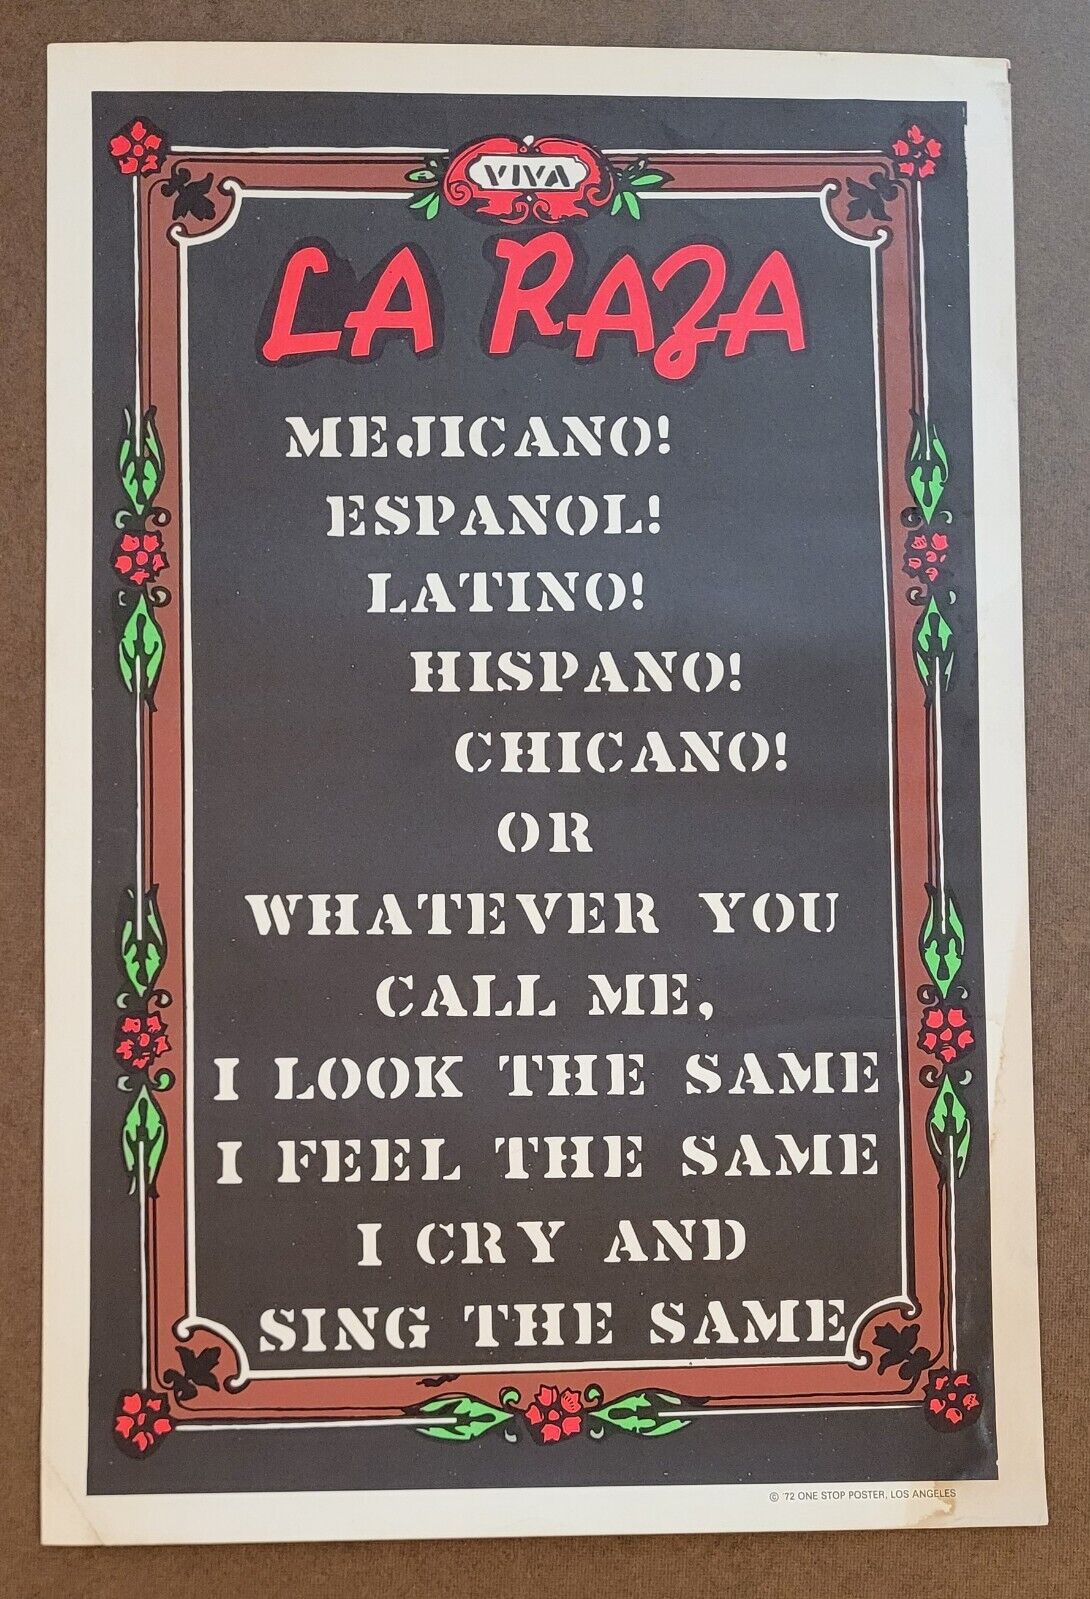 VIVA
LA RAZA
MEJICANO!
ESPANOL!
LATINO!
HISPANO!
CHICANO!
OR
WHATEVER YOU
CALL ME,
I LOOK THE SAME
I FEEL THE SAME
I CRY AND
SING THE SAME
© '72 ONE STOP POSTER, LOS ANGELES